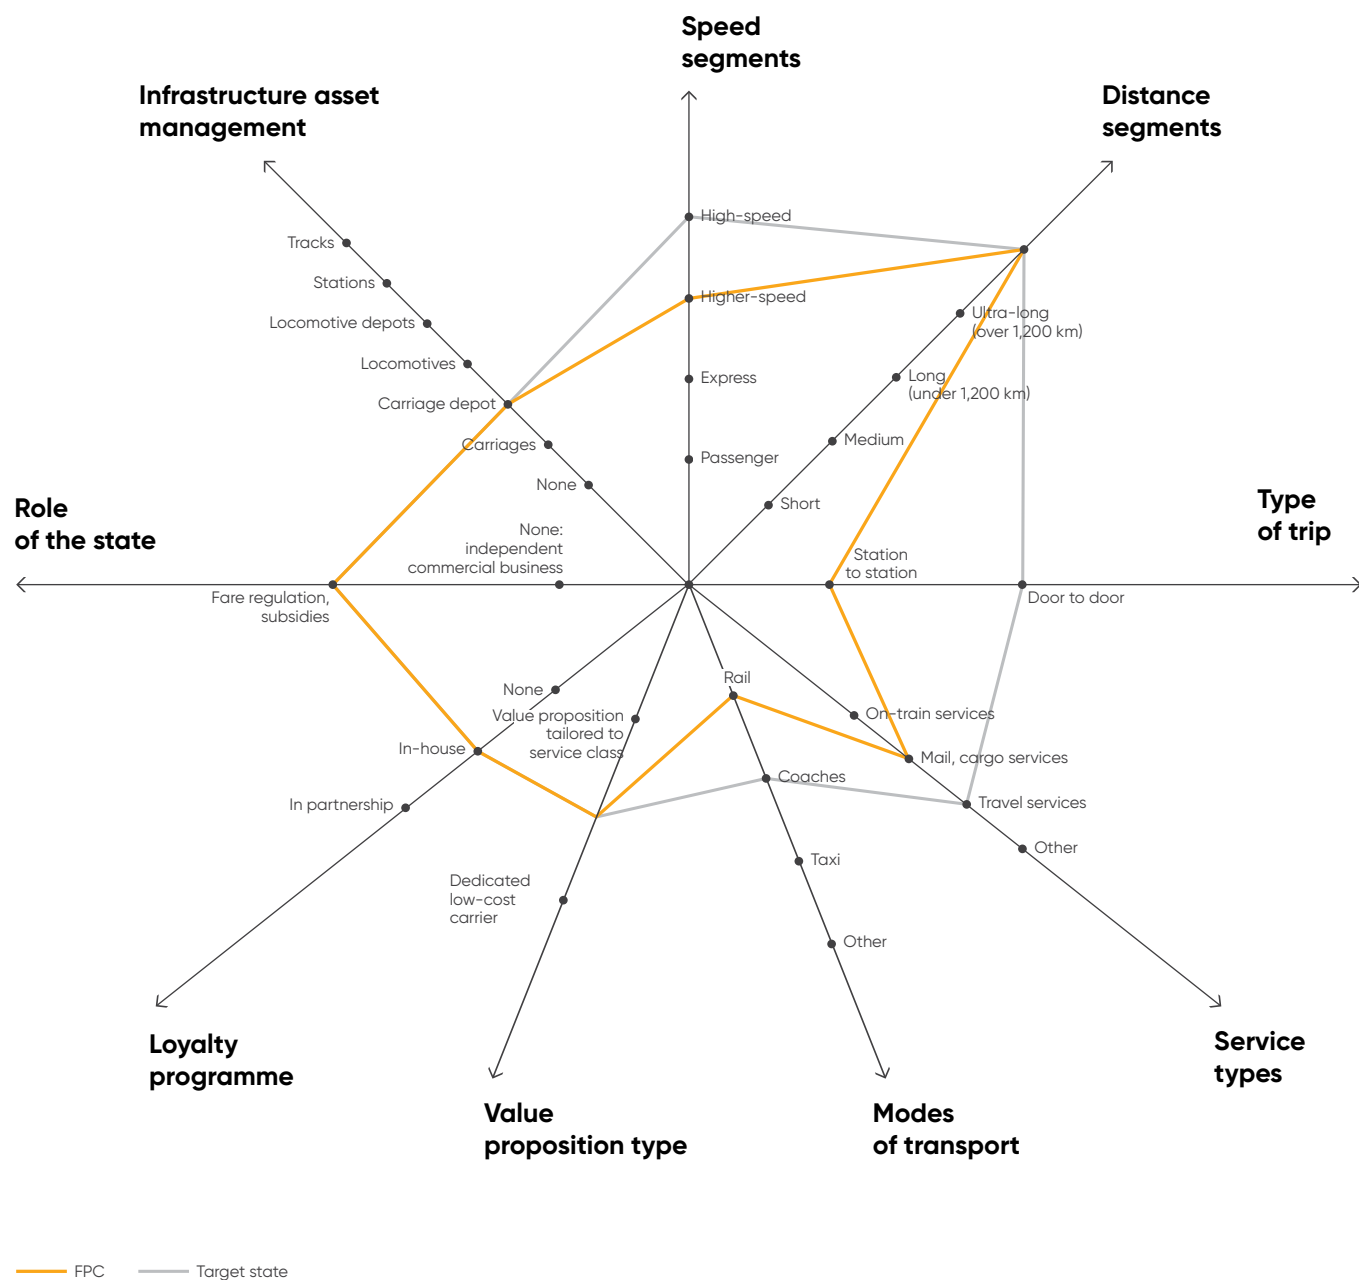 Speed
segments
Infrastructure asset
management
Distance
segments
High-speed
Tracks
Stations
Higher-speed
Ultra-long
(over 1,200 km)
Locomotive depots
Locomotives
Express
Long
(under 1,200 km)
Carriage depot
Carriages
Medium
Passenger
None
Short
Role
of the state
Type
of trip
None:
independent
commercial business
Station
to station
Fare regulation,
subsidies
Door to door
Rail
None
Value proposition
tailored to
service class
On-train services
In-house
Mail, cargo services
Coaches
In partnership
Travel services
Other
Taxi
Dedicated
low-cost
carrier
Other
Loyalty
programme
Service
types
Value
proposition type
Modes
of transport
FPC
Target state